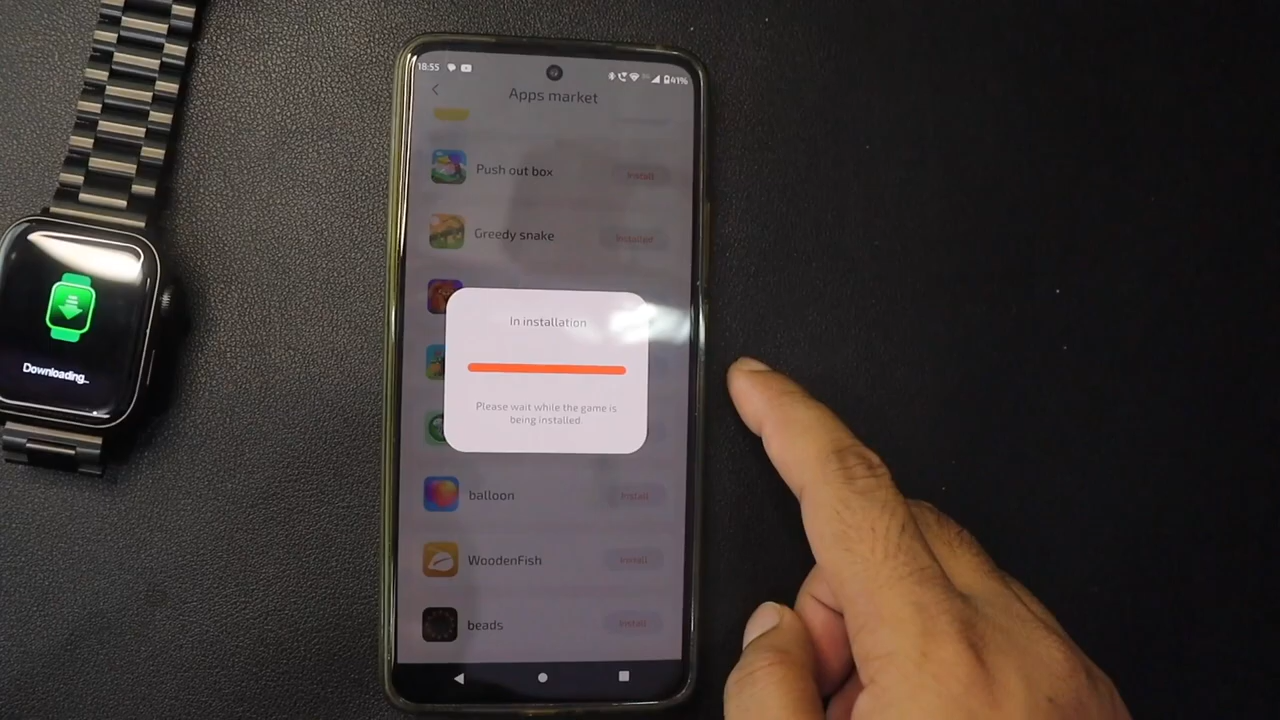 18:55
41%
Apps market
Push out box
Install
Greedy snake
Installed
In installation
Please wait while the game is
being installed.
balloon
Install
WoodenFish
Install
beads
Install
Downloading...